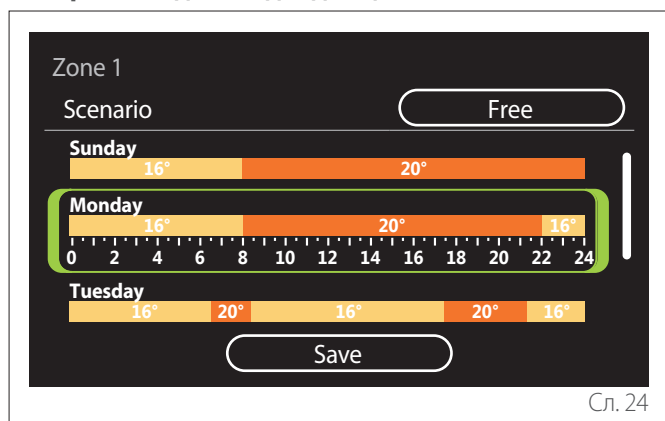 Zone 1
Scenario Free
Sunday
16° 20°
Monday
16° 20° 16°
0 2 4 6 8 10 12 14 16 18 20 22 24
Tuesday
16° 20° 16° 20° 16°
Save
Сл. 24